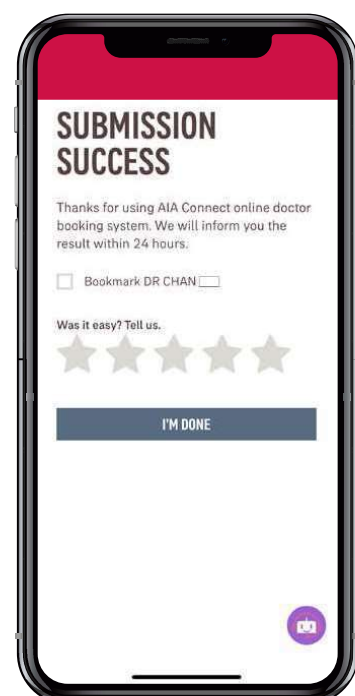 SUBMISSION
SUCCESS
Thanks for using AIA Connect online doctor
booking system. We will inform you the
result within 24 hours.
Bookmark DR CHAN
Was it easy? Tell us.
I'M DONE